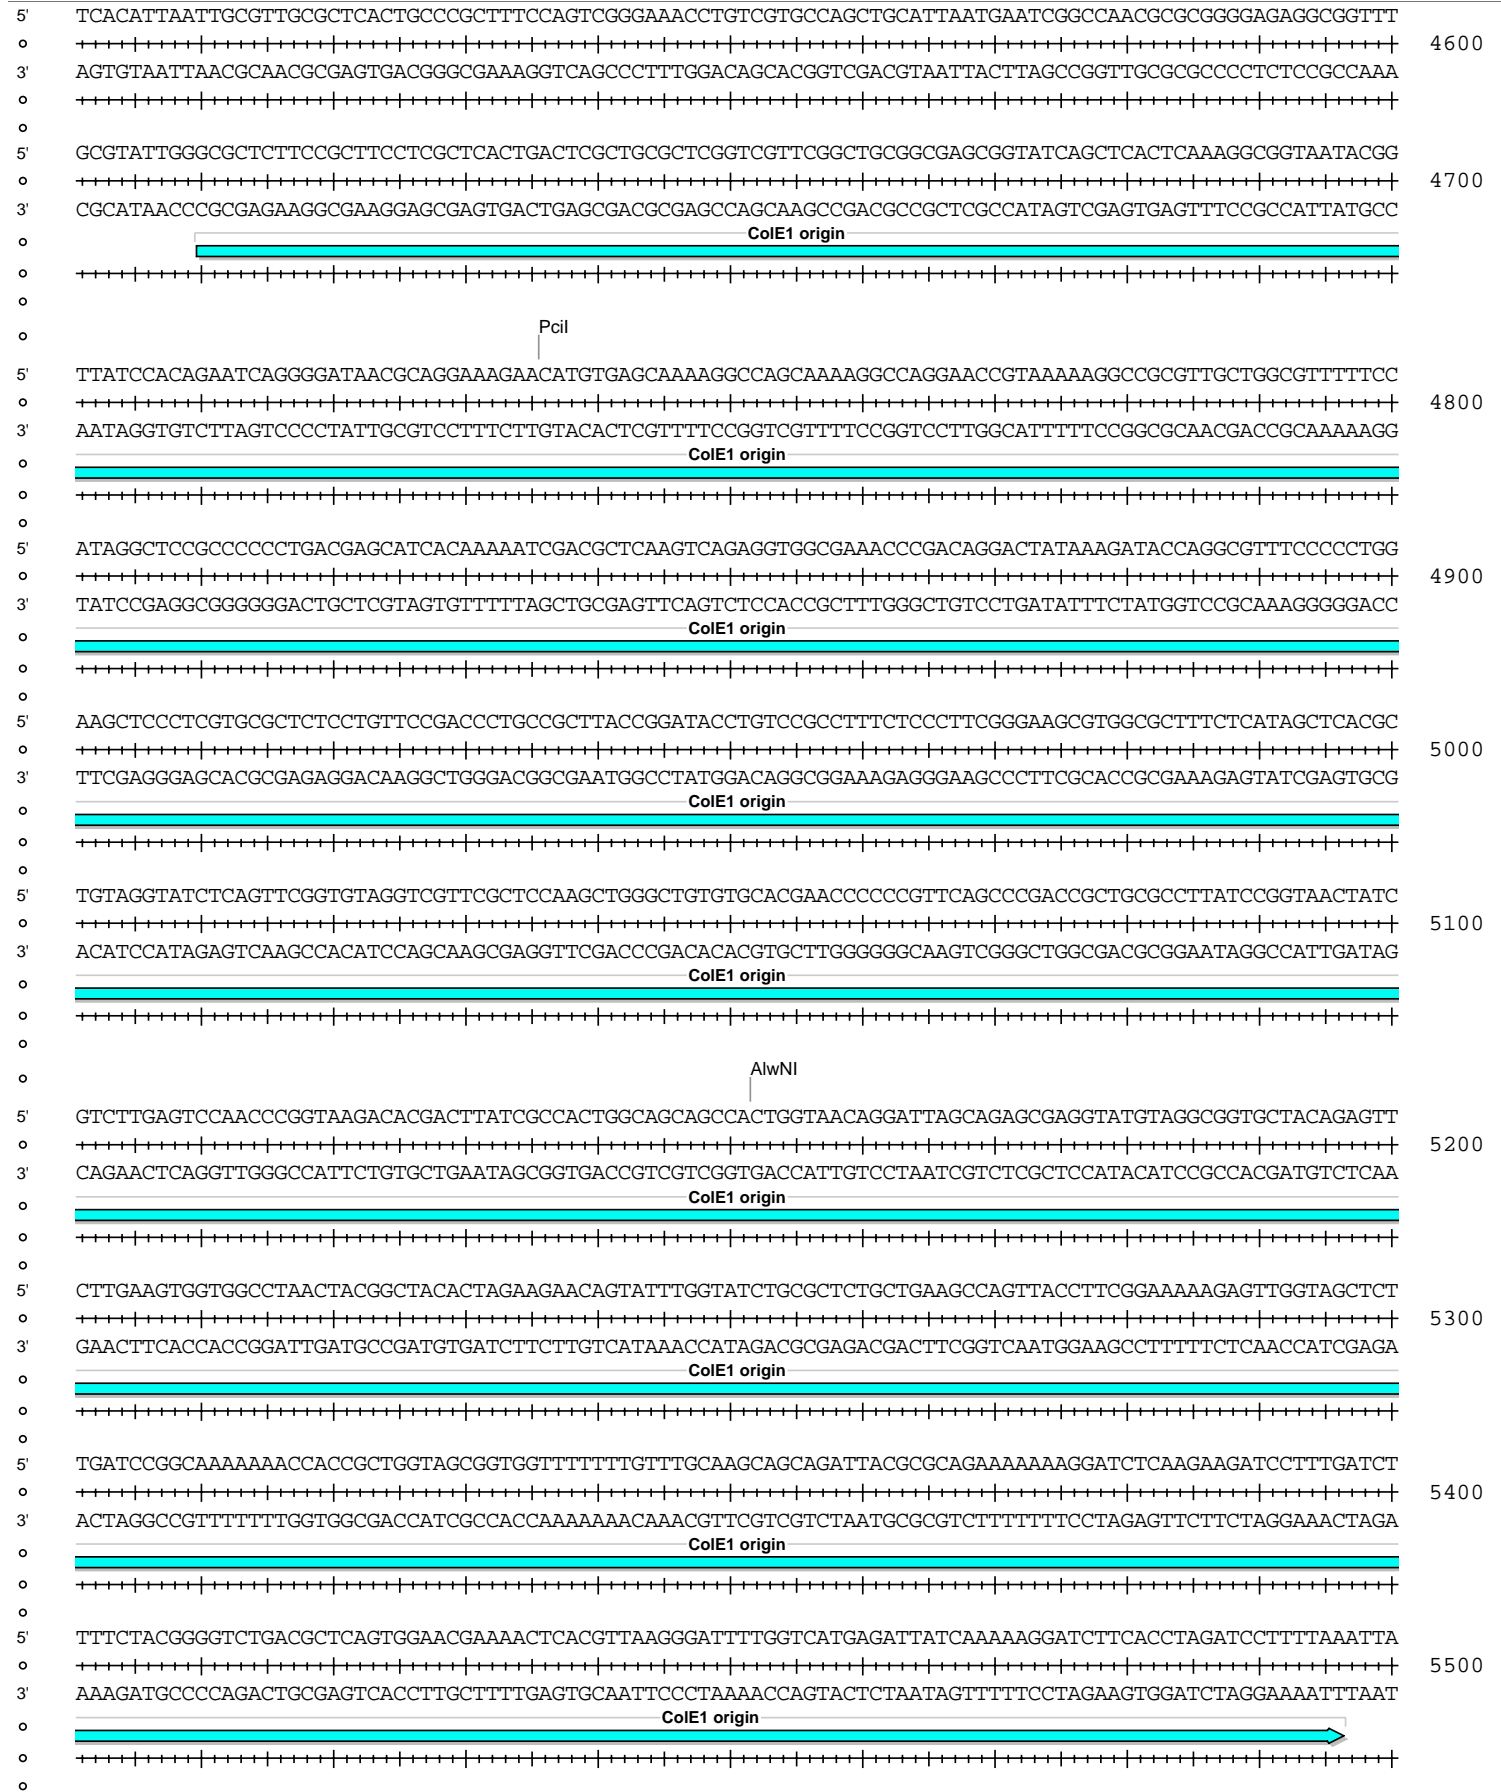 5' TCACATTAATTGCGTTGCGCTCACTGCCCGCTTTCCAGTCGGGAAACCTGTCGTGCCAGCTGCATTAATGAATCGGCCAACGCGCGGGGAGAGGCGGTTT
4600
3' AGTGTAATTAACGCAACGCGAGTGACGGGCGAAAGGTCAGCCCTTTGGACAGCACGGTCGACGTAATTACTTAGCCGGTTGCGCGCCCCTCTCCGCCAAA
5' GCGTATTGGGCGCTCTTCCGCTTCCTCGCTCACTGACTCGCTGCGCTCGGTCGTTCGGCTGCGGCGAGCGGTATCAGCTCACTCAAAGGCGGTAATACGG
4700
3' CGCATAACCCGCGAGAAGGCGAAGGAGCGAGTGACTGAGCGACGCGAGCCAGCAAGCCGACGCCGCTCGCCATAGTCGAGTGAGTTTCCGCCATTATGCC
ColE1 origin
PciI
5' TTATCCACAGAATCAGGGGATAACGCAGGAAAGAACATGTGAGCAAAAGGCCAGCAAAAGGCCAGGAACCGTAAAAAGGCCGCGTTGCTGGCGTTTTTCC
4800
3' AATAGGTGTCTTAGTCCCCTATTGCGTCCTTTCTTGTACACTCGTTTTCCGGTCGTTTTCCGGTCCTTGGCATTTTTCCGGCGCAACGACCGCAAAAAGG
ColE1 origin
5' ATAGGCTCCGCCCCCCTGACGAGCATCACAAAAATCGACGCTCAAGTCAGAGGTGGCGAAACCCGACAGGACTATAAAGATACCAGGCGTTTCCCCCTGG
4900
3' TATCCGAGGCGGGGGGACTGCTCGTAGTGTTTTTAGCTGCGAGTTCAGTCTCCACCGCTTTGGGCTGTCCTGATATTTCTATGGTCCGCAAAGGGGGACC
ColE1 origin
5' AAGCTCCCTCGTGCGCTCTCCTGTTCCGACCCTGCCGCTTACCGGATACCTGTCCGCCTTTCTCCCTTCGGGAAGCGTGGCGCTTTCTCATAGCTCACGC
5000
3' TTCGAGGGAGCACGCGAGAGGACAAGGCTGGGACGGCGAATGGCCTATGGACAGGCGGAAAGAGGGAAGCCCTTCGCACCGCGAAAGAGTATCGAGTGCG
ColE1 origin
5' TGTAGGTATCTCAGTTCGGTGTAGGTCGTTCGCTCCAAGCTGGGCTGTGTGCACGAACCCCCCGTTCAGCCCGACCGCTGCGCCTTATCCGGTAACTATC
5100
3' ACATCCATAGAGTCAAGCCACATCCAGCAAGCGAGGTTCGACCCGACACACGTGCTTGGGGGGCAAGTCGGGCTGGCGACGCGGAATAGGCCATTGATAG
ColE1 origin
AlwNI
5' GTCTTGAGTCCAACCCGGTAAGACACGACTTATCGCCACTGGCAGCAGCCACTGGTAACAGGATTAGCAGAGCGAGGTATGTAGGCGGTGCTACAGAGTT
5200
3' CAGAACTCAGGTTGGGCCATTCTGTGCTGAATAGCGGTGACCGTCGTCGGTGACCATTGTCCTAATCGTCTCGCTCCATACATCCGCCACGATGTCTCAA
ColE1 origin
5' CTTGAAGTGGTGGCCTAACTACGGCTACACTAGAAGAACAGTATTTGGTATCTGCGCTCTGCTGAAGCCAGTTACCTTCGGAAAAAGAGTTGGTAGCTCT
5300
3' GAACTTCACCACCGGATTGATGCCGATGTGATCTTCTTGTCATAAACCATAGACGCGAGACGACTTCGGTCAATGGAAGCCTTTTTCTCAACCATCGAGA
ColE1 origin
5' TGATCCGGCAAAAAAACCACCGCTGGTAGCGGTGGTTTTTTTGTTTGCAAGCAGCAGATTACGCGCAGAAAAAAAGGATCTCAAGAAGATCCTTTGATCT
5400
3' ACTAGGCCGTTTTTTTGGTGGCGACCATCGCCACCAAAAAAACAAACGTTCGTCGTCTAATGCGCGTCTTTTTTTCCTAGAGTTCTTCTAGGAAACTAGA
ColE1 origin
5' TTTCTACGGGGTCTGACGCTCAGTGGAACGAAAACTCACGTTAAGGGATTTTGGTCATGAGATTATCAAAAAGGATCTTCACCTAGATCCTTTTAAATTA
5500
3' AAAGATGCCCCAGACTGCGAGTCACCTTGCTTTTGAGTGCAATTCCCTAAAACCAGTACTCTAATAGTTTTTCCTAGAAGTGGATCTAGGAAAATTTAAT
ColE1 origin